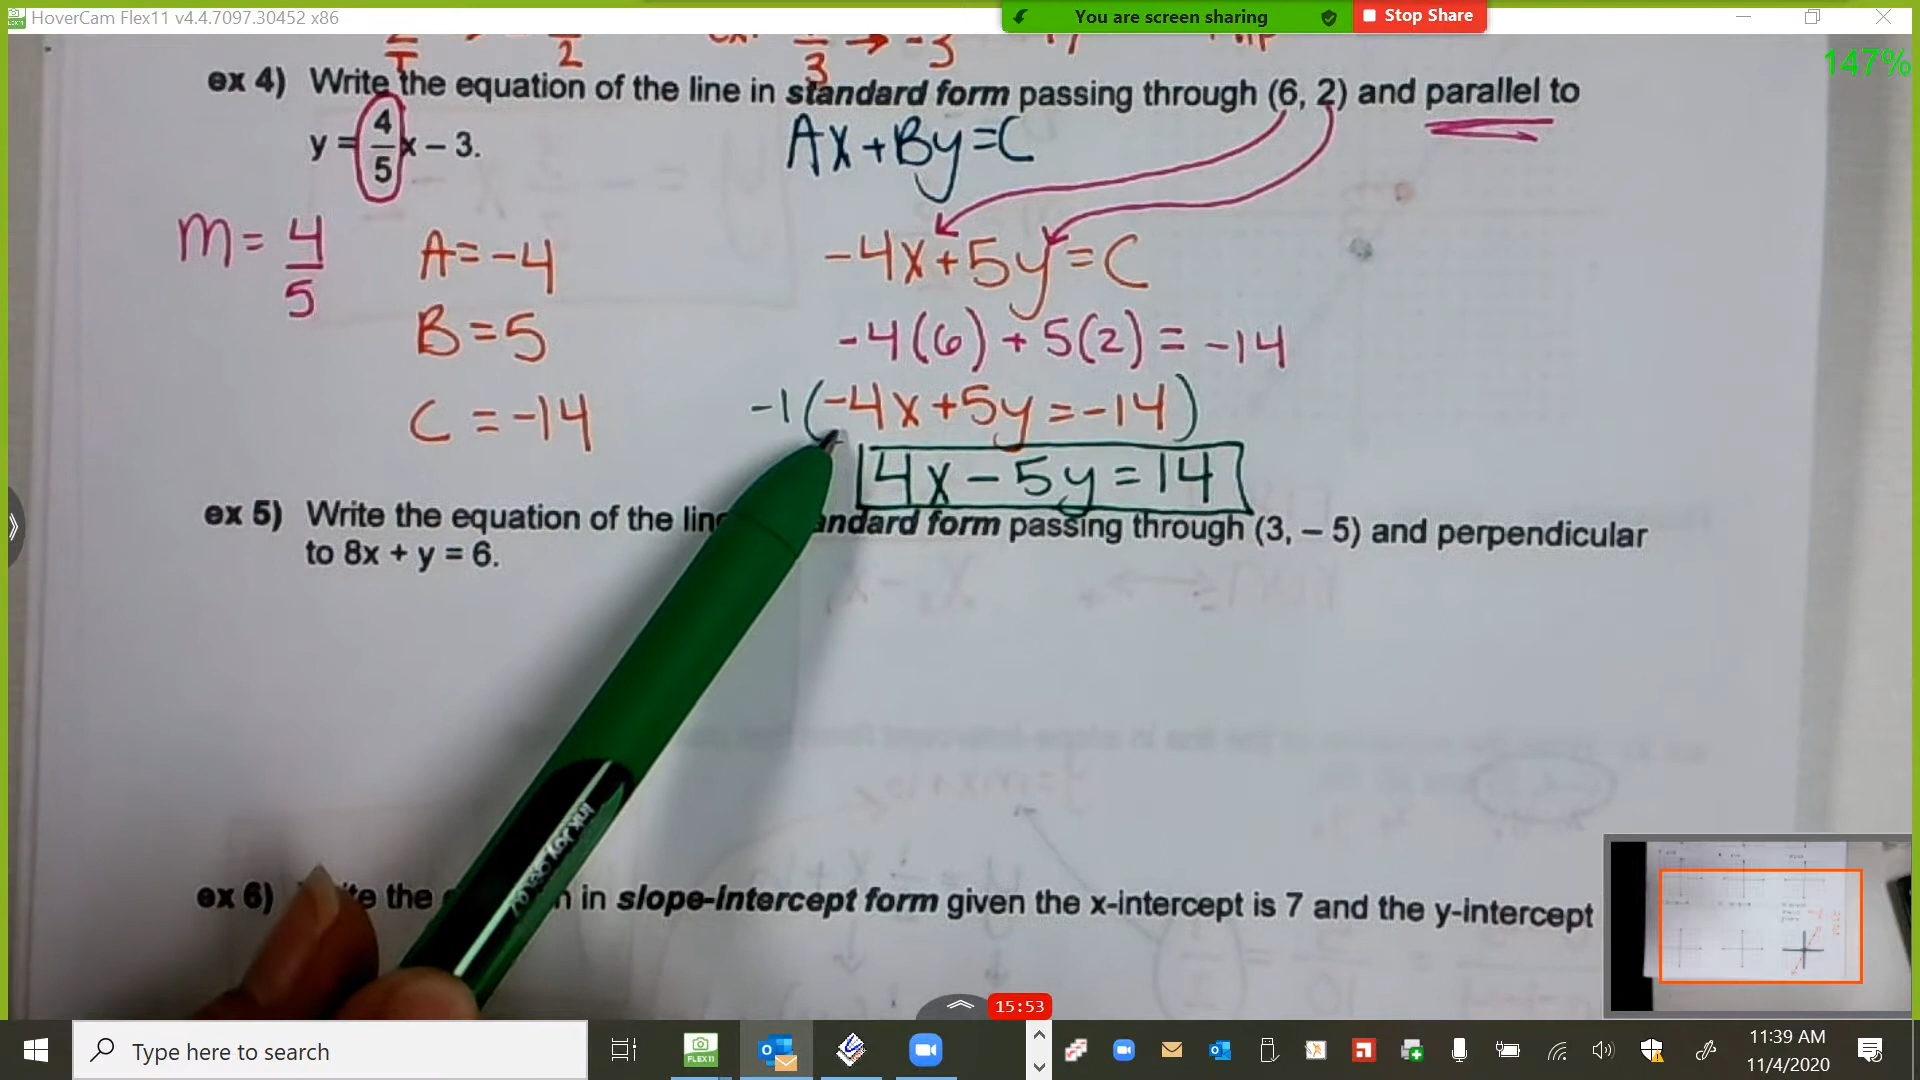 HoverCam Flex11 v4.4.7097.30452 x86
You are screen sharing
Stop Share
147%
ex 4) Write the equation of the line in standard form passing through (6, 2) and parallel to
y = 4/5 x – 3.
Ax+By=C
m = 4/5
A = -4
-4x+5y=C
B = 5
-4(6) + 5(2) = -14
C = -14
-1(-4x+5y=-14)
4x-5y=14
ex 5) Write the equation of the standard form passing through (3, – 5) and perpendicular
to 8x + y = 6.
ex 6) the in slope-intercept form given the x-intercept is 7 and the y-intercept
INKJOY
15:53
Type here to search
FLEX11
11:39 AM
11/4/2020